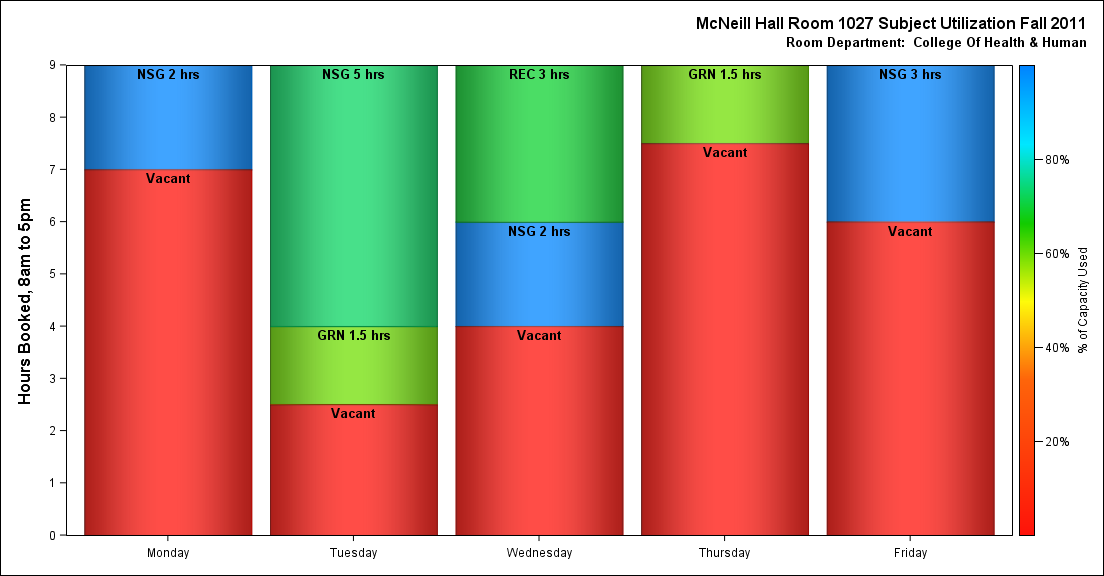 McNeill Hall Room 1027 Subject Utilization Fall 2011
Room Department:  College Of Health & Human
Hours Booked, 8am to 5pm
9
8
7
6
5
4
3
2
1
0
NSG 2 hrs
Vacant
NSG 5 hrs
GRN 1.5 hrs
Vacant
REC 3 hrs
NSG 2 hrs
Vacant
GRN 1.5 hrs
Vacant
NSG 3 hrs
Vacant
Monday
Tuesday
Wednesday
Thursday
Friday
80%
60%
40%
20%
% of Capacity Used